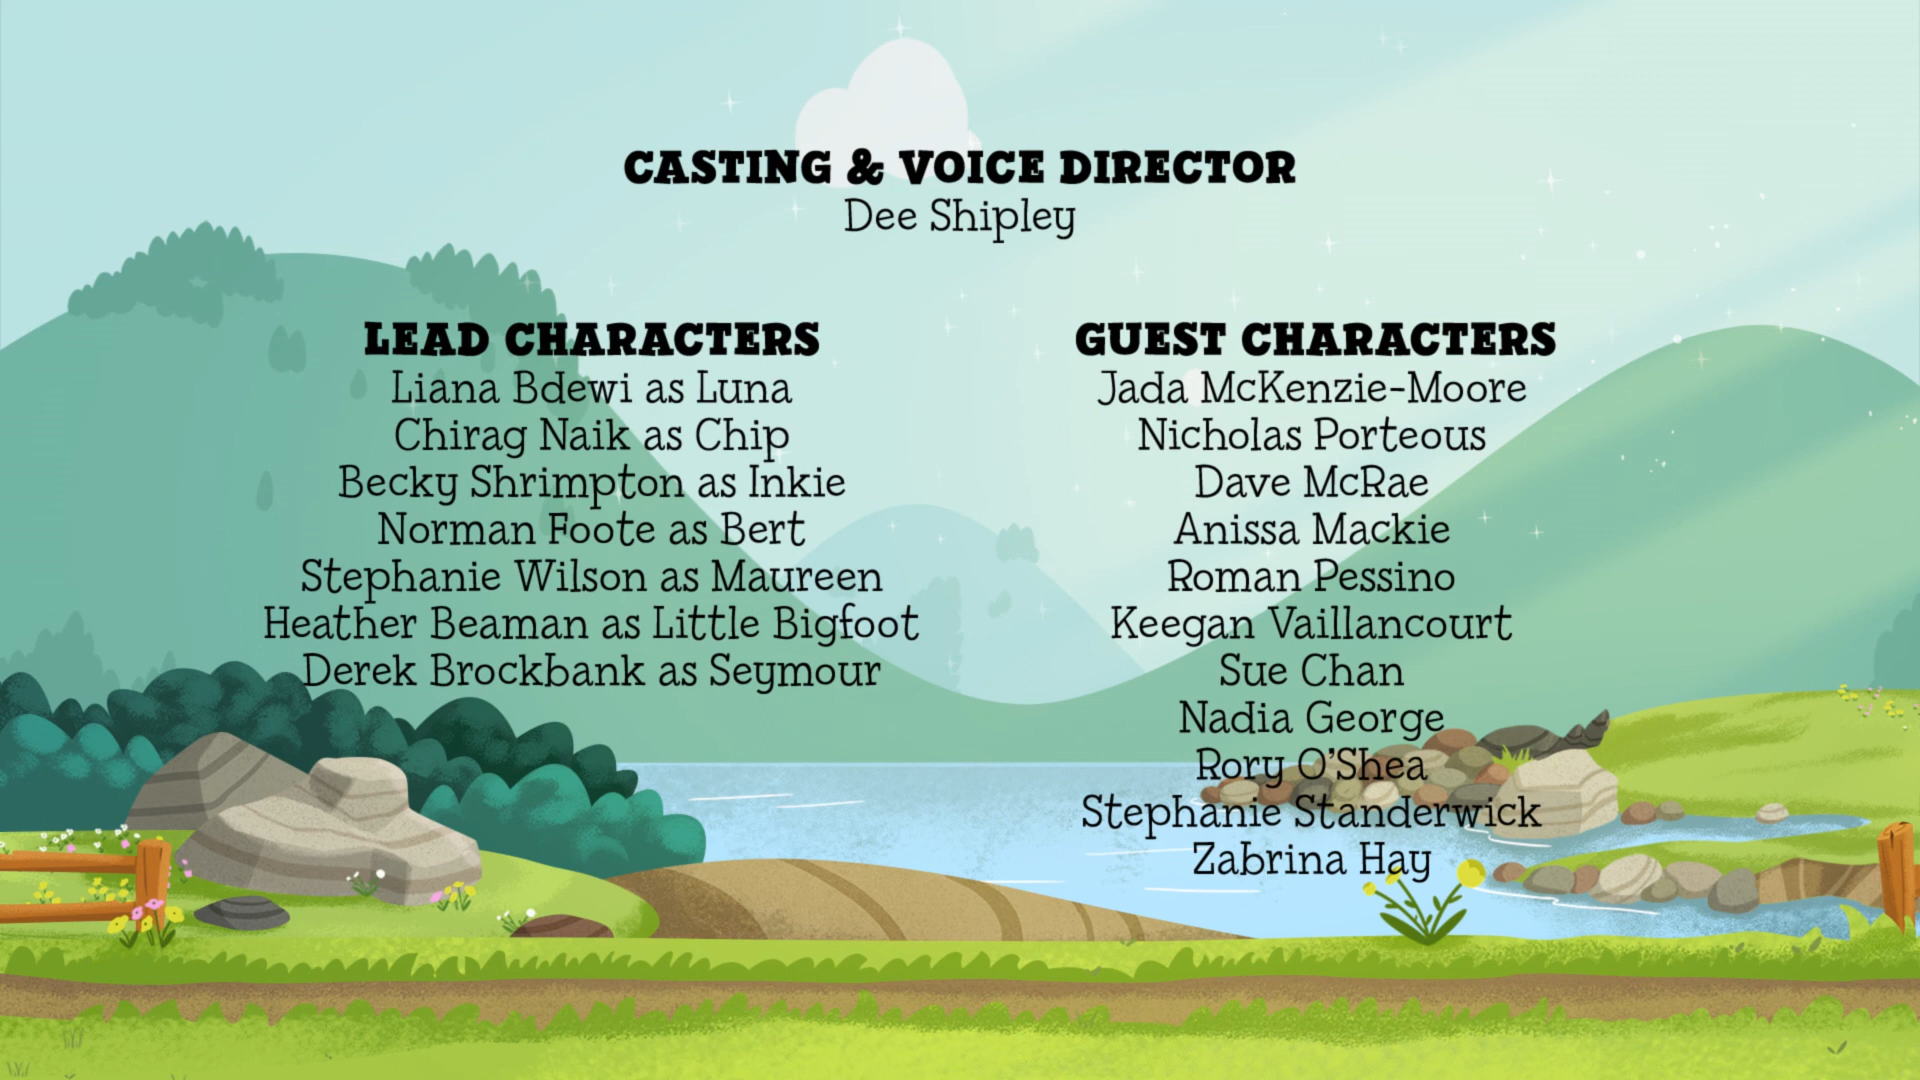 CASTING & VOICE DIRECTOR
Dee Shipley
LEAD CHARACTERS
Liana Bdewi as Luna
Chirag Naik as Chip
Becky Shrimpton as Inkie
Norman Foote as Bert
Stephanie Wilson as Maureen
Heather Beaman as Little Bigfoot
Derek Brockbank as Seymour
GUEST CHARACTERS
Jada McKenzie-Moore
Nicholas Porteous
Dave McRae
Anissa Mackie
Roman Pessino
Keegan Vaillancourt
Sue Chan
Nadia George
Rory O'Shea
Stephanie Standerwick
Zabrina Hay